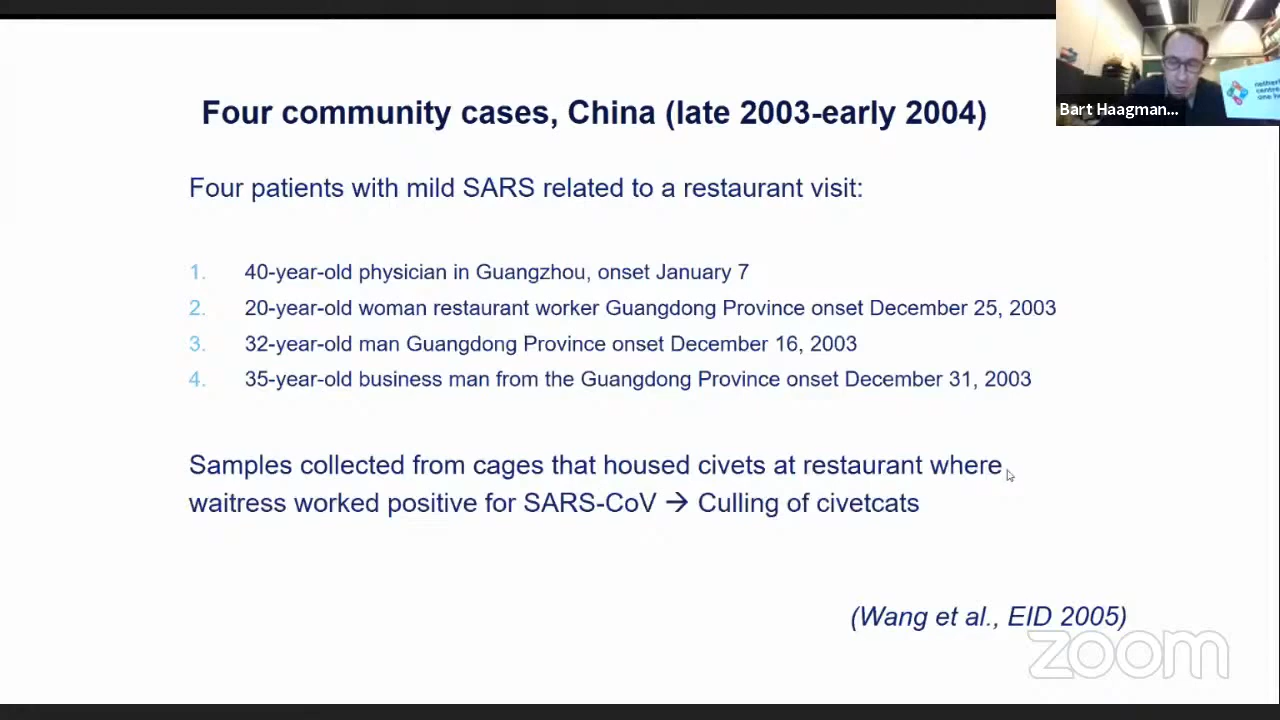 Four community cases, China (late 2003-early 2004)
Bart Haagman...
Four patients with mild SARS related to a restaurant visit:
1. 40-year-old physician in Guangzhou, onset January 7
2. 20-year-old woman restaurant worker Guangdong Province onset December 25, 2003
3. 32-year-old man Guangdong Province onset December 16, 2003
4. 35-year-old business man from the Guangdong Province onset December 31, 2003
Samples collected from cages that housed civets at restaurant where
waitress worked positive for SARS-CoV → Culling of civetcats
(Wang et al., EID 2005)
zoom